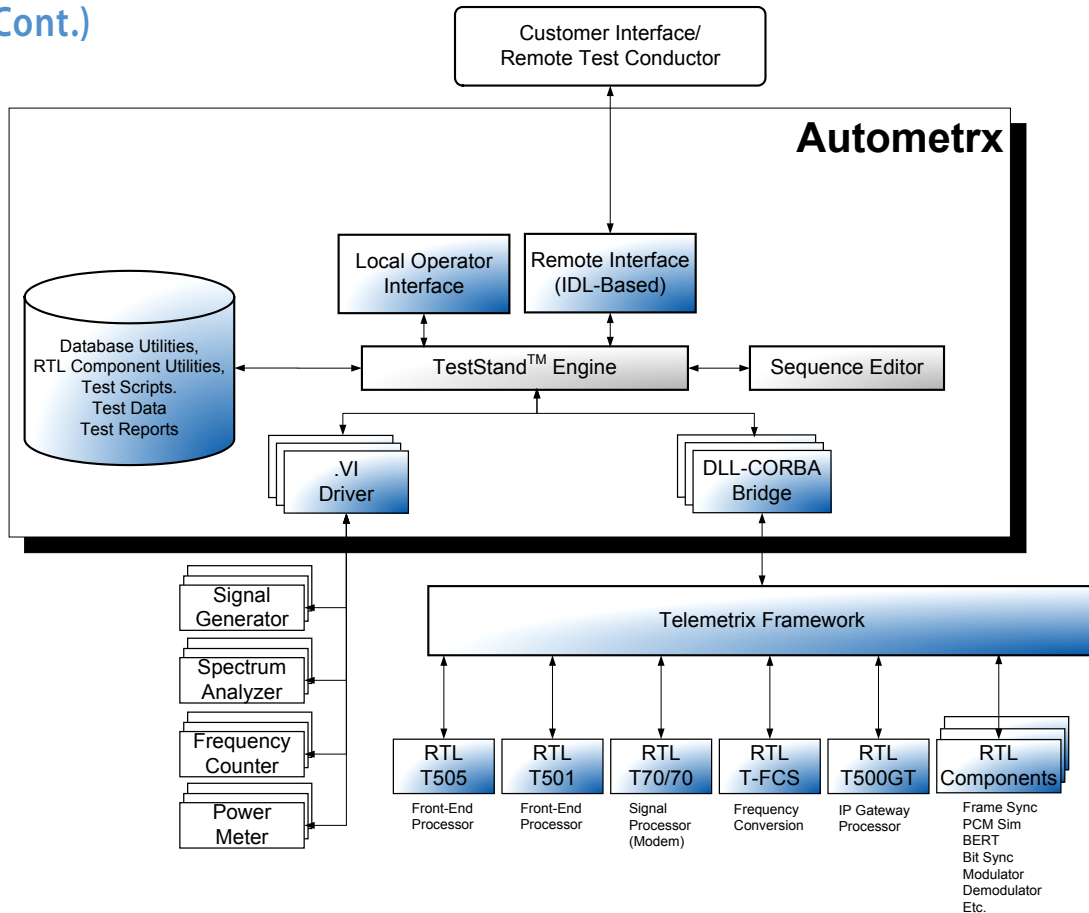 Cont.)
Customer Interface/
Remote Test Conductor
Autometrx
Local Operator
Interface
Remote Interface
(IDL-Based)
Database Utilities,
RTL Component Utilities,
Test Scripts.
Test Data
Test Reports
TestStand™ Engine
Sequence Editor
.VI
Driver
DLL-CORBA
Bridge
Signal
Generator
Spectrum
Analyzer
Frequency
Counter
Power
Meter
Telemetrix Framework
RTL
T505
Front-End
Processor
RTL
T501
Front-End
Processor
RTL
T70/70
Signal
Processor
(Modem)
RTL
T-FCS
Frequency
Conversion
RTL
T500GT
IP Gateway
Processor
RTL
Components
Frame Sync
PCM Sim
BERT
Bit Sync
Modulator
Demodulator
Etc.